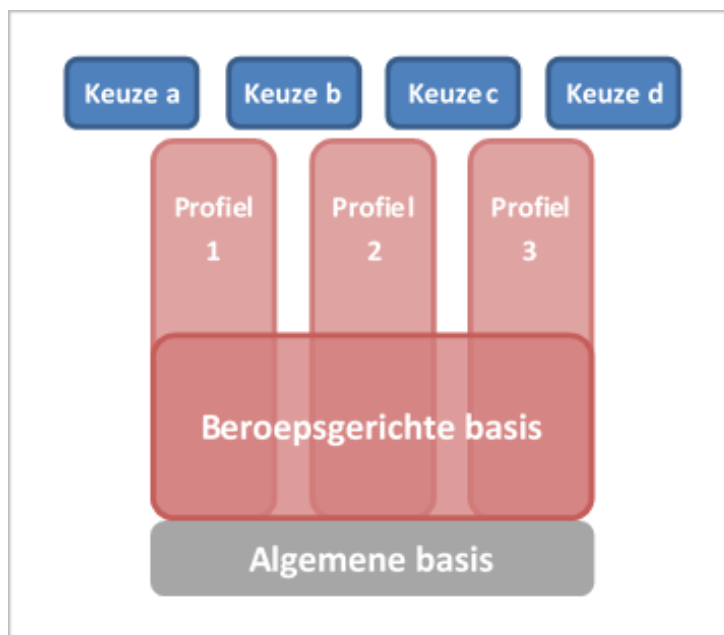 Keuze a
Keuze b
Keuze c
Keuze d
Profiel
1
Profiel
2
Profiel
3
Beroepsgerichte basis
Algemene basis